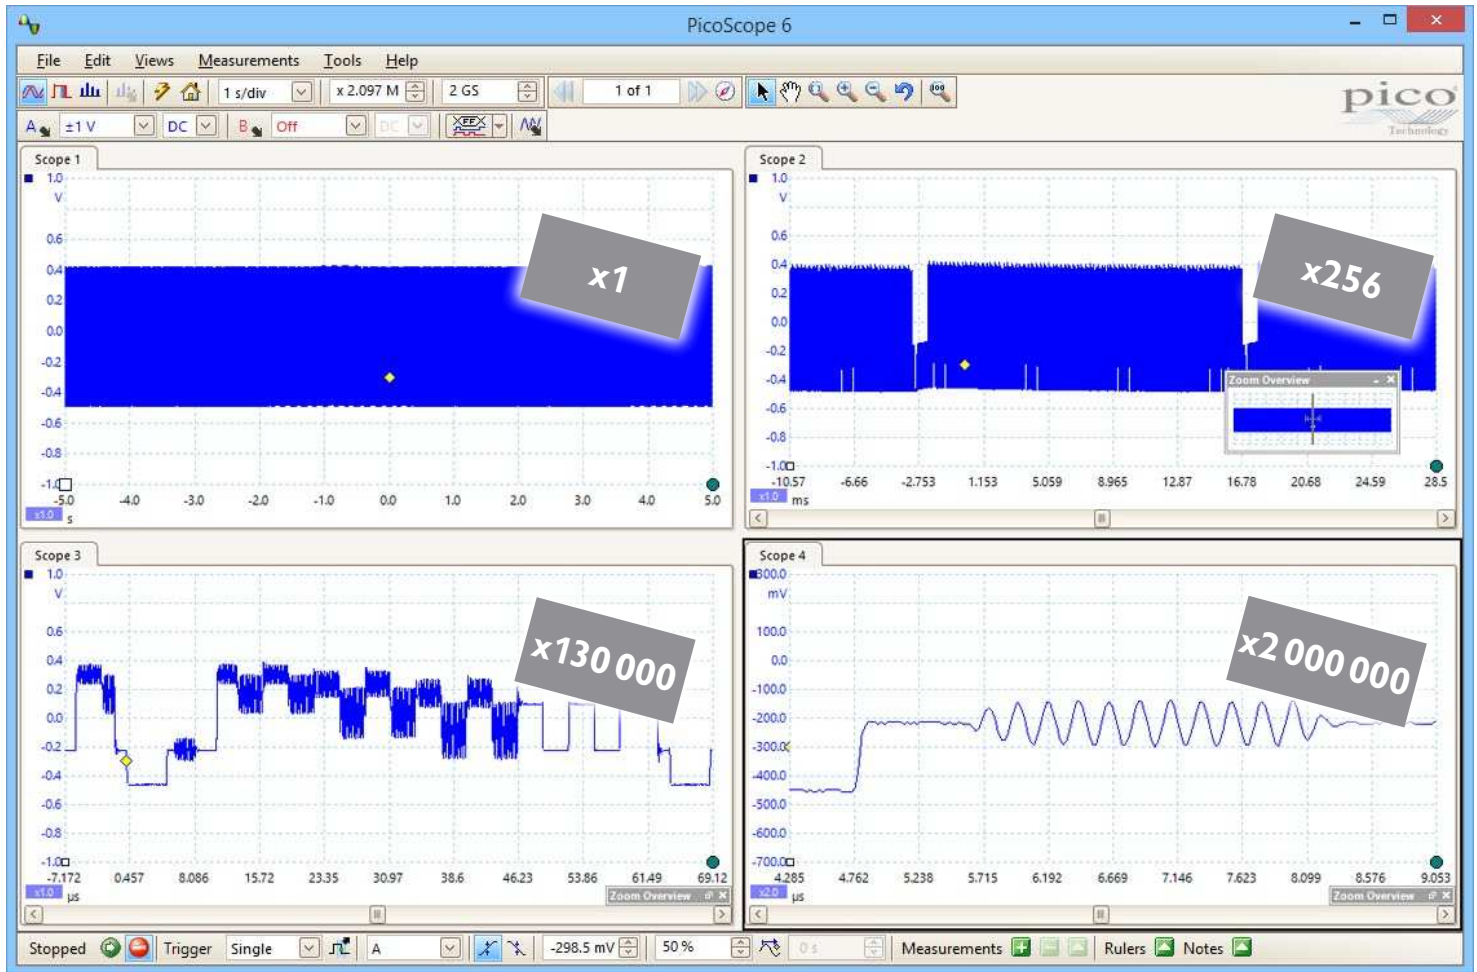 PicoScope 6
File Edit Views Measurements Tools Help
1 s/div x 2.097 M 2 GS 1 of 1
pico
Technology
A ±1 V DC B Off DC
Scope 1
1.0
V
0.6
0.4
0.2
0.0
-0.2
-0.4
-0.6
-0.8
-1.0
-5.0 -4.0 -3.0 -2.0 -1.0 0.0 1.0 2.0 3.0 4.0 5.0
x1.0 s
x1
Scope 2
1.0
V
0.6
0.4
0.2
0.0
-0.2
-0.4
-0.6
-0.8
-1.0
-10.57 -6.66 -2.753 1.153 5.059 8.965 12.87 16.78 20.68 24.59 28.5
x1.0 ms
x256
Zoom Overview
Scope 3
1.0
V
0.6
0.4
0.2
0.0
-0.2
-0.4
-0.6
-0.8
-1.0
-7.172 0.457 8.086 15.72 23.35 30.97 38.6 46.23 53.86 61.49 69.12
x1.0 µs
x130 000
Zoom Overview
Scope 4
300.0
mV
100.0
0.0
-100.0
-200.0
-300.0
-400.0
-500.0
-600.0
-700.0
4.285 4.762 5.238 5.715 6.192 6.669 7.146 7.623 8.099 8.576 9.053
x2.0 µs
x2 000 000
Zoom Overview
Stopped Trigger Single A -298.5 mV 50 % 0 s Measurements Rulers Notes